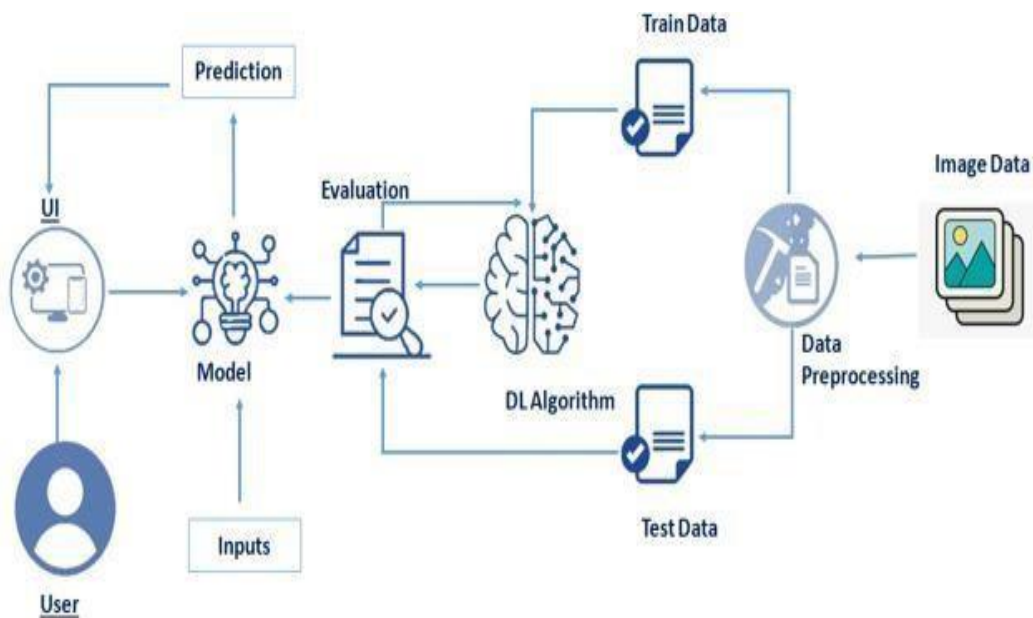 Train Data
Prediction
Image Data
Evaluation
UI
Data
Preprocessing
Model
DL Algorithm
Test Data
Inputs
User